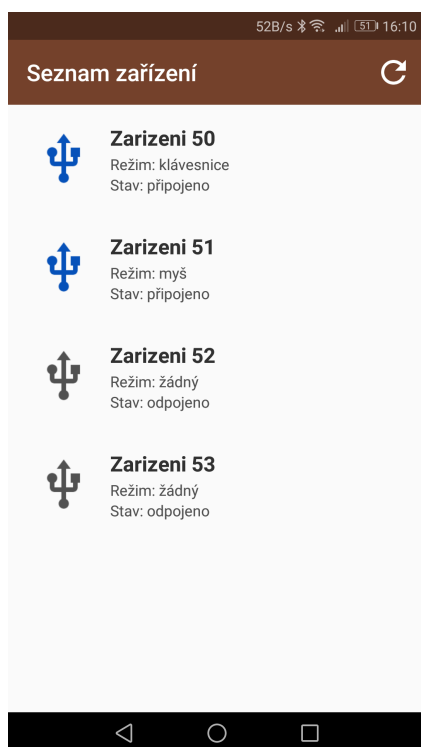 52B/s 51 16:10
Seznam zařízení
Zarizeni 50
Režim: klávesnice
Stav: připojeno
Zarizeni 51
Režim: myš
Stav: připojeno
Zarizeni 52
Režim: žádný
Stav: odpojeno
Zarizeni 53
Režim: žádný
Stav: odpojeno